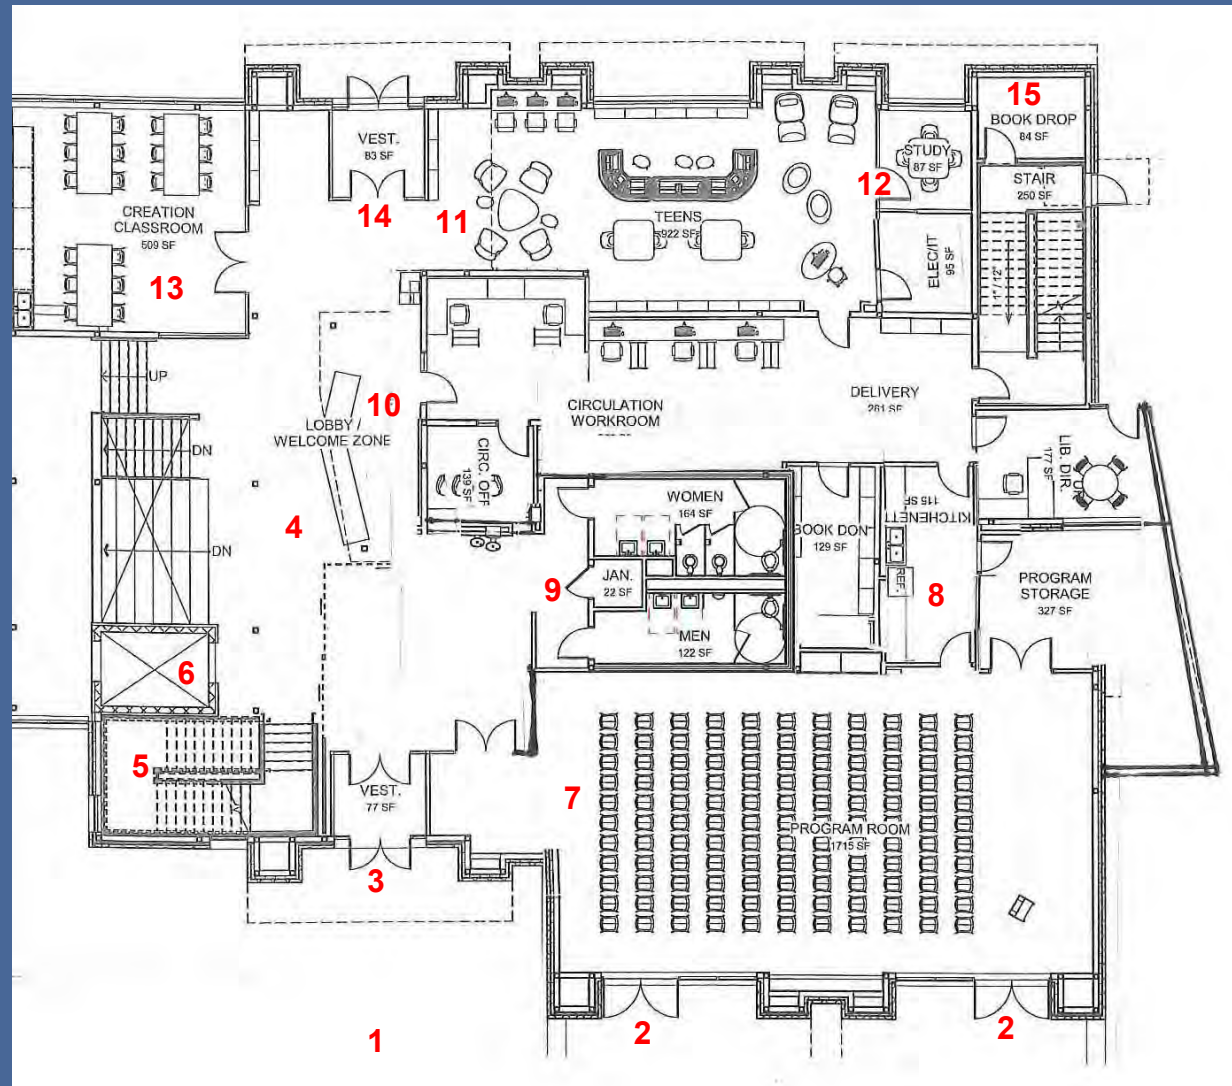 15
BOOK DROP
84 SF
VEST.
83 SF
STUDY
87 SF
12
STAIR
250 SF
14
11
CREATION
CLASSROOM
509 SF
TEENS
922 SF
ELEC/IT
95 SF
13
1" / 12"
UP
10
DELIVERY
261 SF
CIRCULATION
WORKROOM
LOBBY /
WELCOME ZONE
DN
CIRC. OFF
139 SF
LIB. DIR.
177 SF
WOMEN
164 SF
KITCHENETT
115 SF
4
BOOK DON
129 SF
DN
JAN.
22 SF
9
REF.
8
PROGRAM
STORAGE
327 SF
MEN
122 SF
6
5
7
VEST.
77 SF
PROGRAM ROOM
1715 SF
3
1
2
2